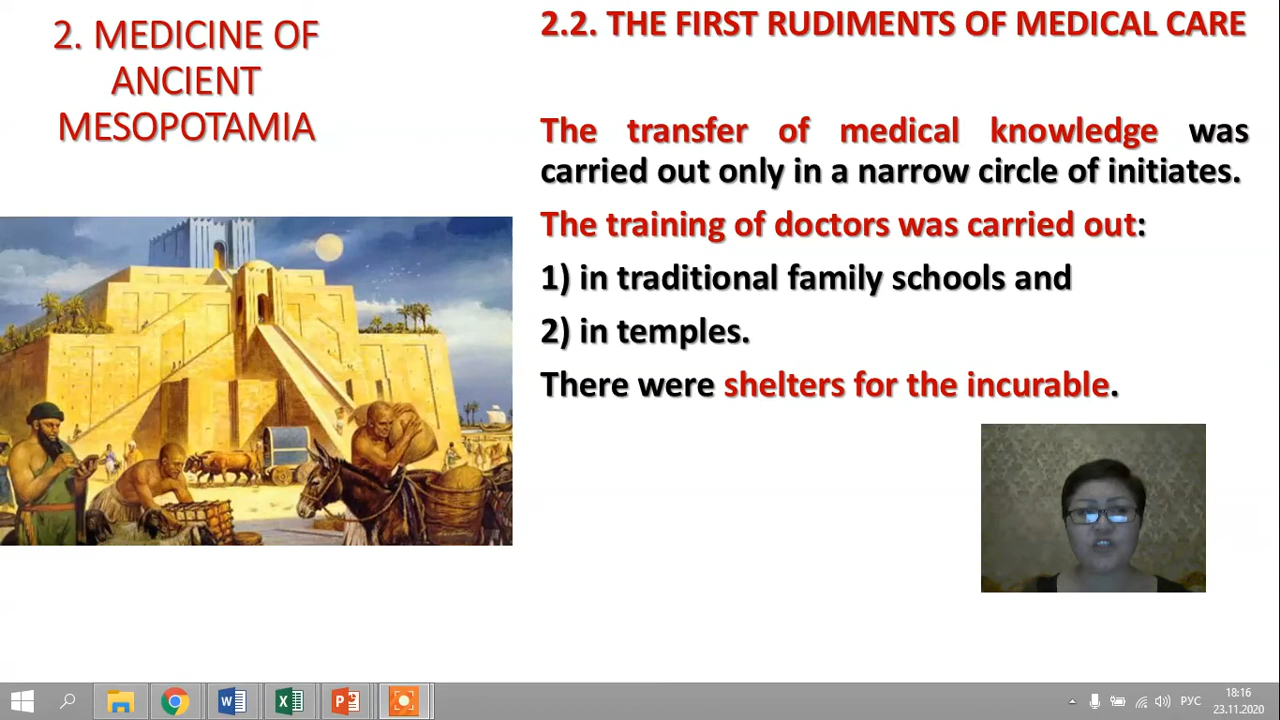 2. MEDICINE OF
ANCIENT
MESOPOTAMIA
2.2. THE FIRST RUDIMENTS OF MEDICAL CARE
The transfer of medical knowledge was
carried out only in a narrow circle of initiates.
The training of doctors was carried out:
1) in traditional family schools and
2) in temples.
There were shelters for the incurable.
W
X
P
РУС
18:16
23.11.2020